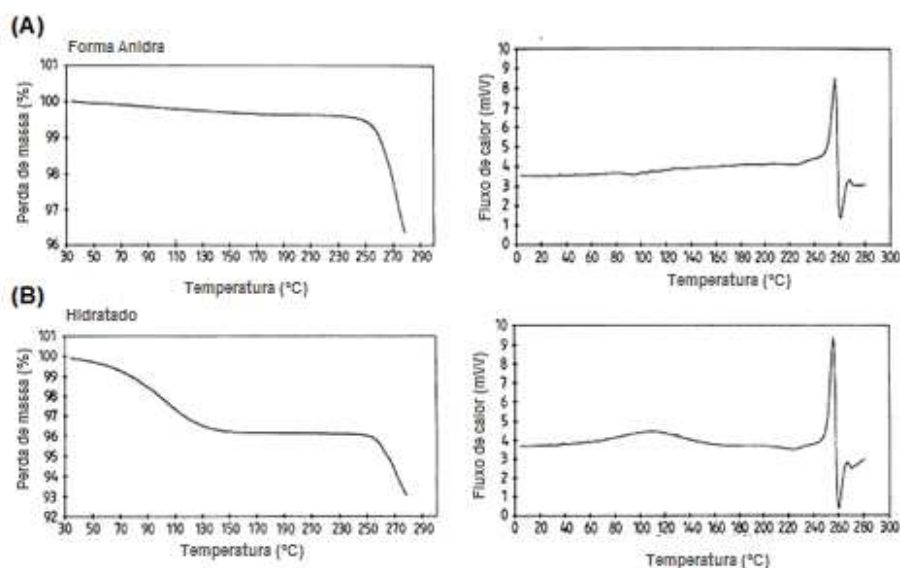 (A)
Forma Anidra
Perda de massa (%)
101
100
99
98
97
96
30 50 70 90 110 130 150 170 190 210 230 250 270 290
Temperatura (°C)
Fluxo de calor (mW)
10
9
8
7
6
5
4
3
2
1
0
0 20 40 60 80 100 120 140 160 180 200 220 240 260 280 300
Temperatura (°C)
(B)
Hidratado
Perda de massa (%)
101
100
99
98
97
96
95
94
93
92
30 50 70 90 110 130 150 170 190 210 230 250 270 290
Temperatura (°C)
Fluxo de calor (mW)
10
9
8
7
6
5
4
3
2
1
0
0 20 40 60 80 100 120 140 160 180 200 220 240 260 280 300
Temperatura (°C)